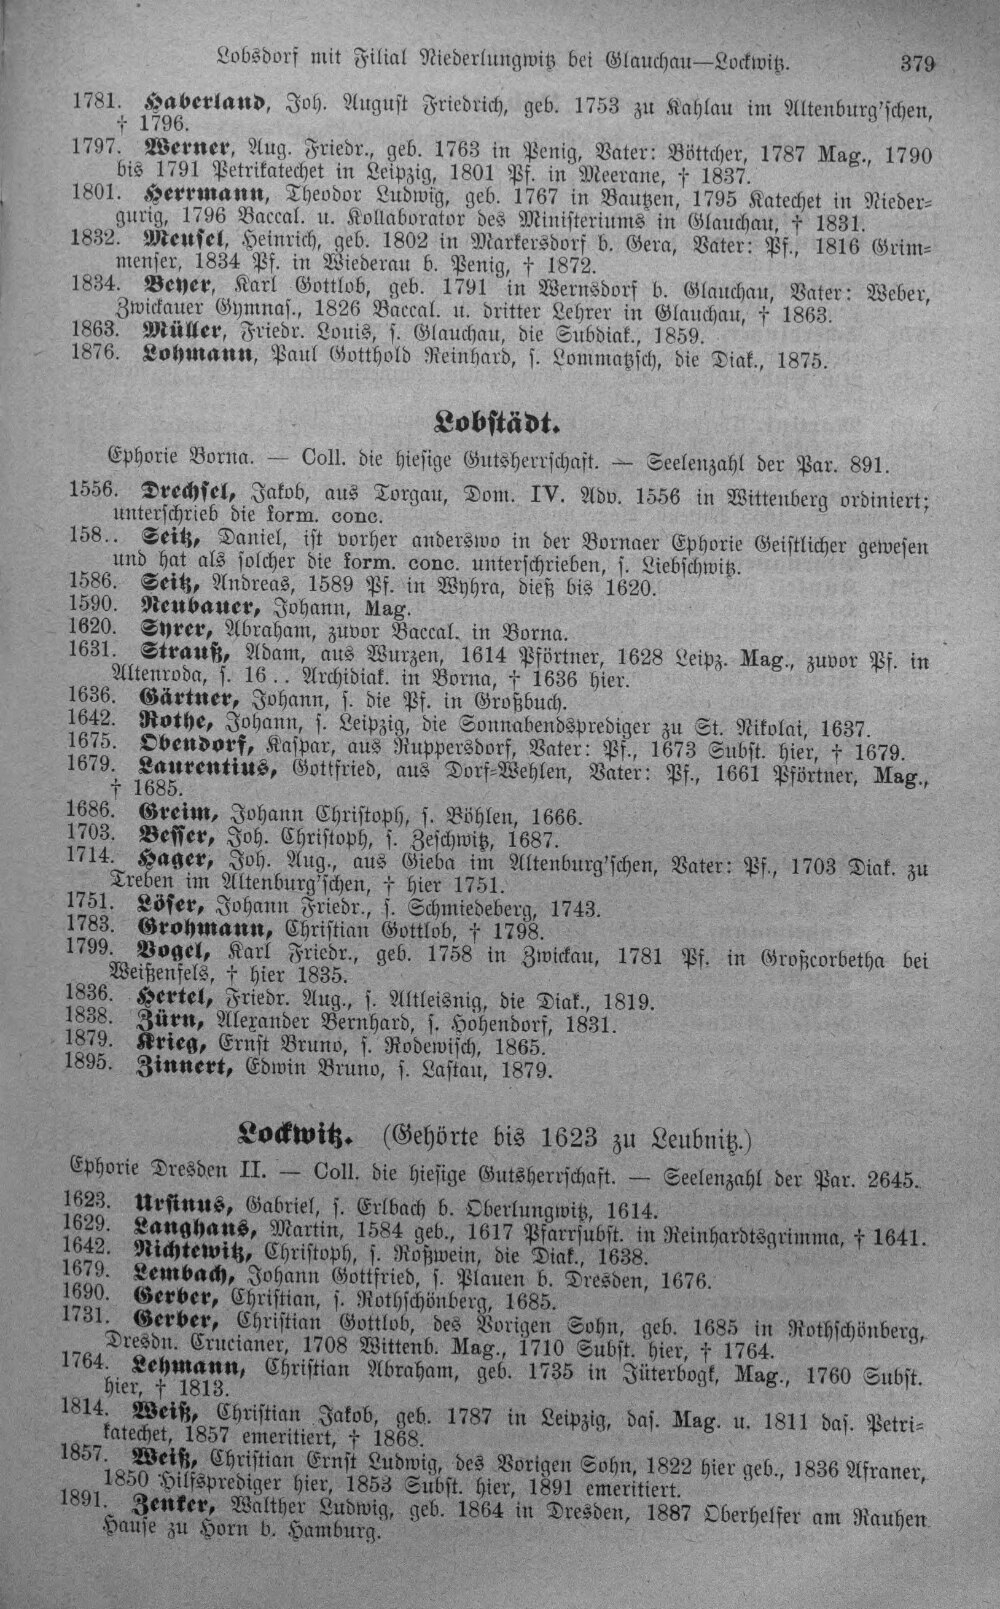 Lobsdorf mit Filial Niederlungwitz bei Glauchau—Lockwitz. 379
1781. Haberland, Joh. August Friedrich, geb. 1753 zu Kahlau im Altenburg'schen,
† 1796.
1797. Werner, Aug. Friedr., geb. 1763 in Penig, Vater: Böttcher, 1787 Mag., 1790
bis 1791 Petrikatechet in Leipzig, 1801 Pf. in Meerane, † 1837.
1801. Herrmann, Theodor Ludwig, geb. 1767 in Bautzen, 1795 Katechet in Nieder-
gurig, 1796 Baccal. u. Kollaborator des Ministeriums in Glauchau, † 1831.
1832. Meusel, Heinrich, geb. 1802 in Markersdorf b. Gera, Vater: Pf., 1816 Grim-
menser, 1834 Pf. in Wiederau b. Penig, † 1872.
1834. Beyer, Karl Gottlob, geb. 1791 in Wernsdorf b. Glauchau, Vater: Weber,
Zwickauer Gymnas., 1826 Baccal. u. dritter Lehrer in Glauchau, † 1863.
1863. Müller, Friedr. Louis, s. Glauchau, die Subdiak., 1859.
1876. Lohmann, Paul Gotthold Reinhard, s. Lommatzsch, die Diak., 1875.
Lobstädt.
Ephorie Borna. — Coll. die hiesige Gutsherrschaft. — Seelenzahl der Par. 891.
1556. Drechsel, Jakob, aus Torgau, Dom. IV. Adv. 1556 in Wittenberg ordiniert;
unterschrieb die form. conc.
158.. Seitz, Daniel, ist vorher anderswo in der Bornaer Ephorie Geistlicher gewesen
und hat als solcher die form. conc. unterschrieben, s. Liebschwitz.
1586. Seitz, Andreas, 1589 Pf. in Wyhra, dieß bis 1620.
1590. Neubauer, Johann, Mag.
1620. Syrer, Abraham, zuvor Baccal. in Borna.
1631. Strauß, Adam, aus Wurzen, 1614 Pförtner, 1628 Leipz. Mag., zuvor Pf. in
Altenroda, s. 16.. Archidiak. in Borna, † 1636 hier.
1636. Gärtner, Johann, s. die Pf. in Großbuch.
1642. Rothe, Johann, s. Leipzig, die Sonnabendsprediger zu St. Nikolai, 1637.
1675. Obendorf, Kaspar, aus Ruppersdorf, Vater: Pf., 1673 Subst. hier, † 1679.
1679. Laurentius, Gottfried, aus Dorf-Wehlen, Vater: Pf., 1661 Pförtner, Mag.,
† 1685.
1686. Greim, Johann Christoph, s. Böhlen, 1666.
1703. Besser, Joh. Christoph, s. Zeschwitz, 1687.
1714. Hager, Joh. Aug., aus Gieba im Altenburg'schen, Vater: Pf., 1703 Diak. zu
Treben im Altenburg'schen, † hier 1751.
1751. Löser, Johann Friedr., s. Schmiedeberg, 1743.
1783. Grohmann, Christian Gottlob, † 1798.
1799. Vogel, Karl Friedr., geb. 1758 in Zwickau, 1781 Pf. in Großcorbetha bei
Weißenfels, † hier 1835.
1836. Hertel, Friedr. Aug., s. Altleisnig, die Diak., 1819.
1838. Zürn, Alexander Bernhard, s. Hohendorf, 1831.
1879. Krieg, Ernst Bruno, s. Rodewisch, 1865.
1895. Zinnert, Edwin Bruno, s. Lastau, 1879.
Lockwitz. (Gehörte bis 1623 zu Leubnitz.)
Ephorie Dresden II. — Coll. die hiesige Gutsherrschaft. — Seelenzahl der Par. 2645.
1623. Ursinus, Gabriel, s. Erlbach b. Oberlungwitz, 1614.
1629. Langhans, Martin, 1584 geb., 1617 Pfarrsubst. in Reinhardtsgrimma, † 1641.
1642. Nichtewitz, Christoph, s. Roßwein, die Diak., 1638.
1679. Lembach, Johann Gottfried, s. Plauen b. Dresden, 1676.
1690. Gerber, Christian, s. Rothschönberg, 1685.
1731. Gerber, Christian Gottlob, des Vorigen Sohn, geb. 1685 in Rothschönberg,
Dresdn. Crucianer, 1708 Wittenb. Mag., 1710 Subst. hier, † 1764.
1764. Lehmann, Christian Abraham, geb. 1735 in Jüterbogk, Mag., 1760 Subst.
hier, † 1813.
1814. Weiß, Christian Jakob, geb. 1787 in Leipzig, das. Mag. u. 1811 das. Petri-
katechet, 1857 emeritiert, † 1868.
1857. Weiß, Christian Ernst Ludwig, des Vorigen Sohn, 1822 hier geb., 1836 Afraner,
1850 Hilfsprediger hier, 1853 Subst. hier, 1891 emeritiert.
1891. Zenker, Walther Ludwig, geb. 1864 in Dresden, 1887 Oberhelfer am Rauhen
Hause zu Horn b. Hamburg.